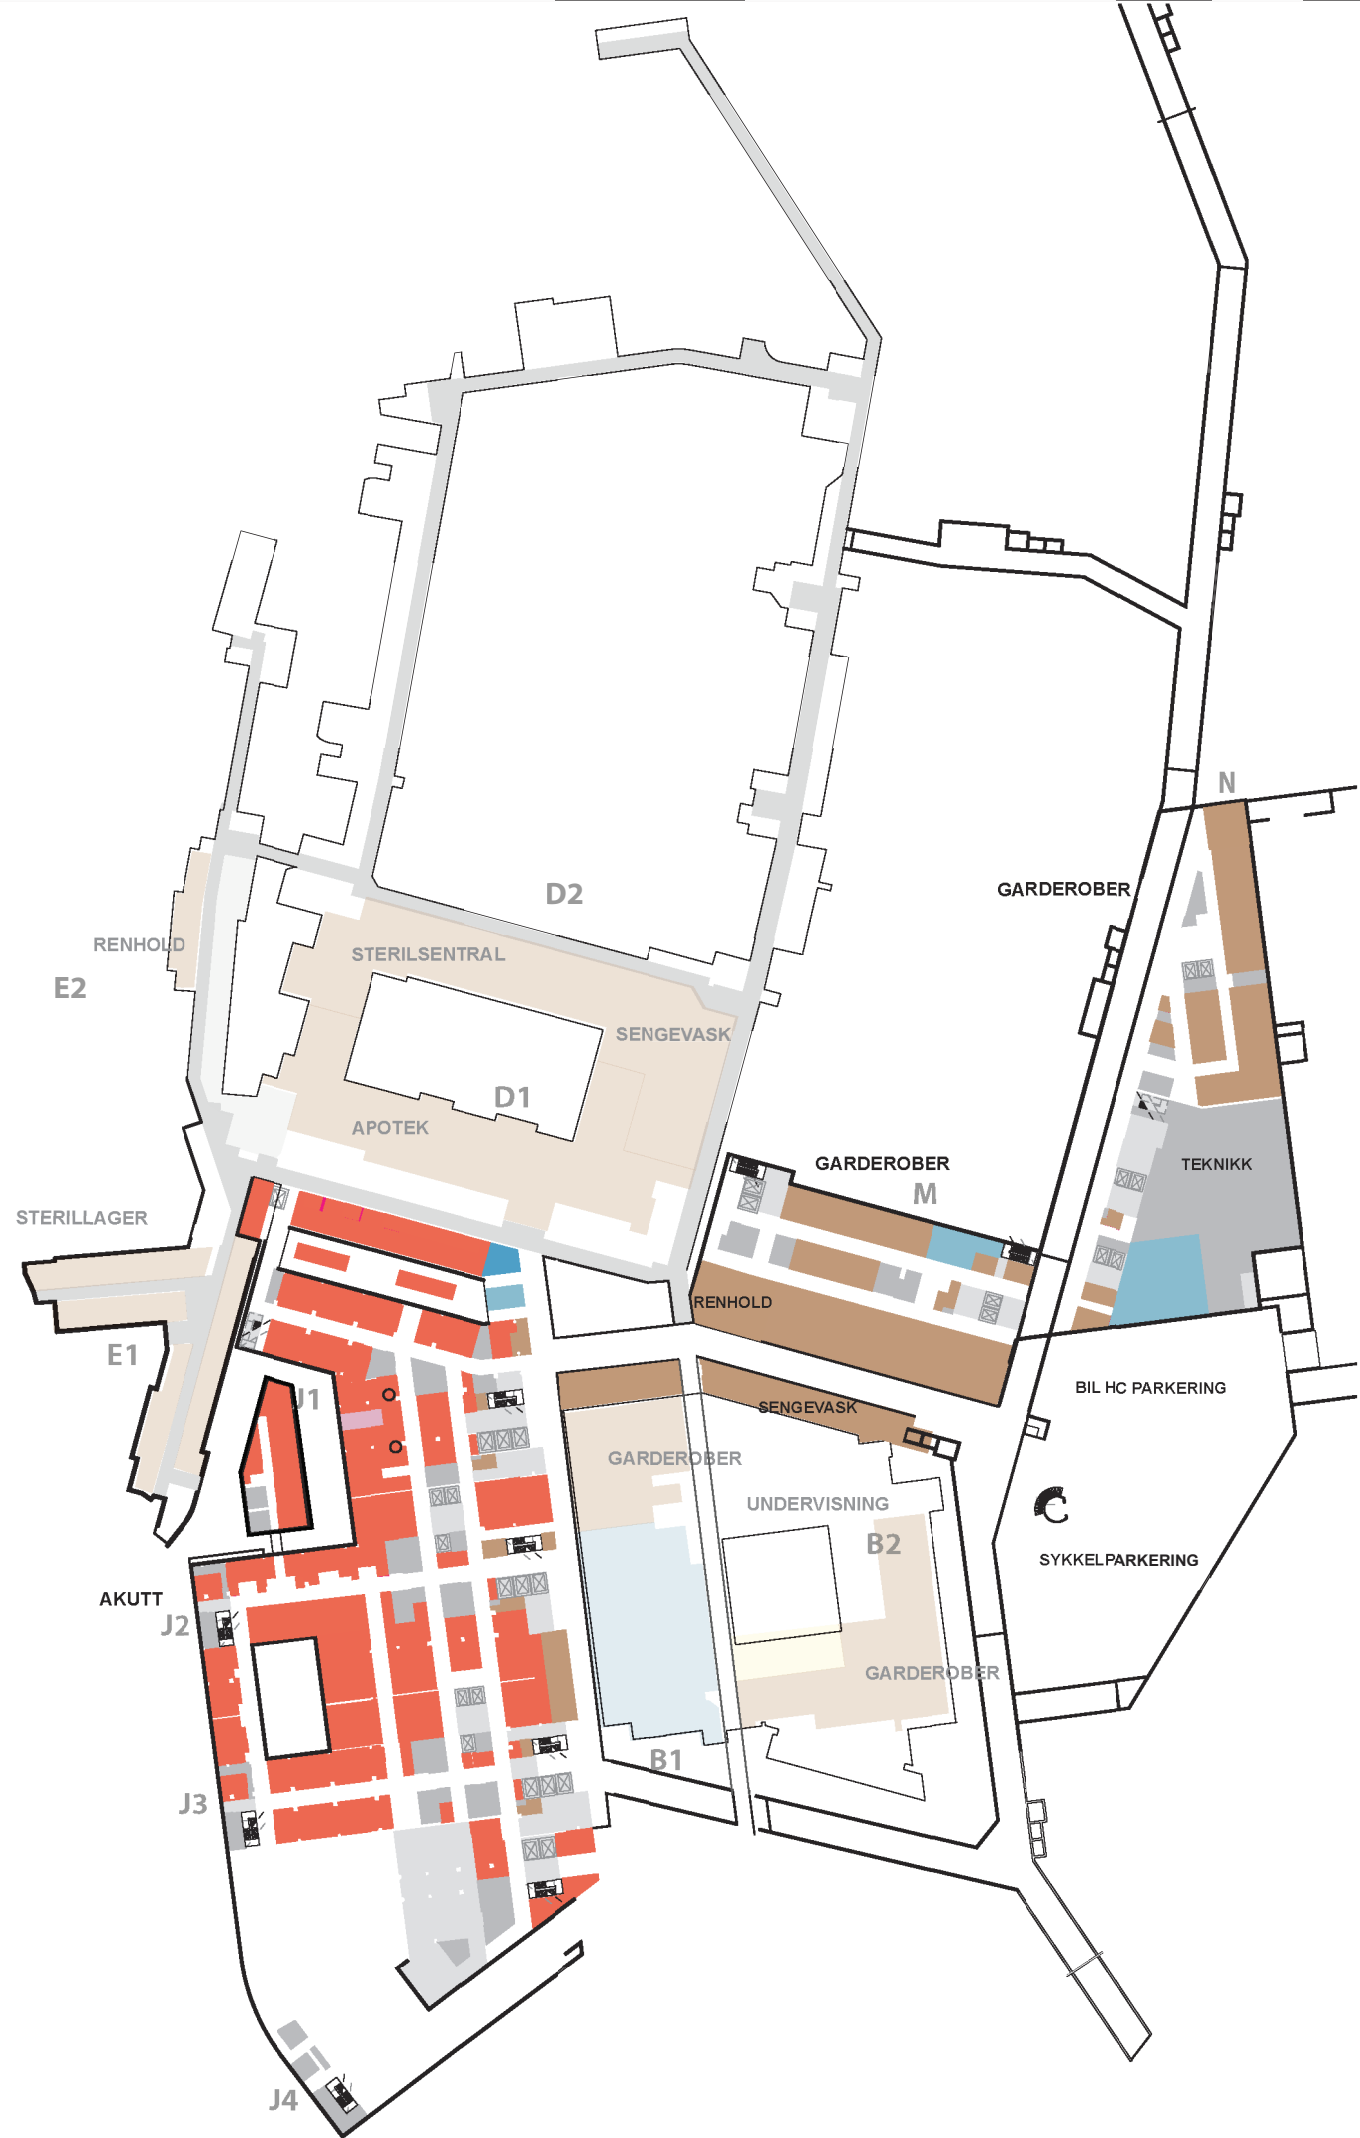 N
GARDEROBER
D2
RENHOLD
STERILSENTRAL
E2
SENGEVASK
D1
APOTEK
GARDEROBER
TEKNIKK
M
STERILLAGER
RENHOLD
E1
BIL HC PARKERING
J1
SENGEVASK
GARDEROBER
UNDERVISNING
B2
SYKKELPARKERING
AKUTT
J2
GARDEROBER
B1
J3
J4